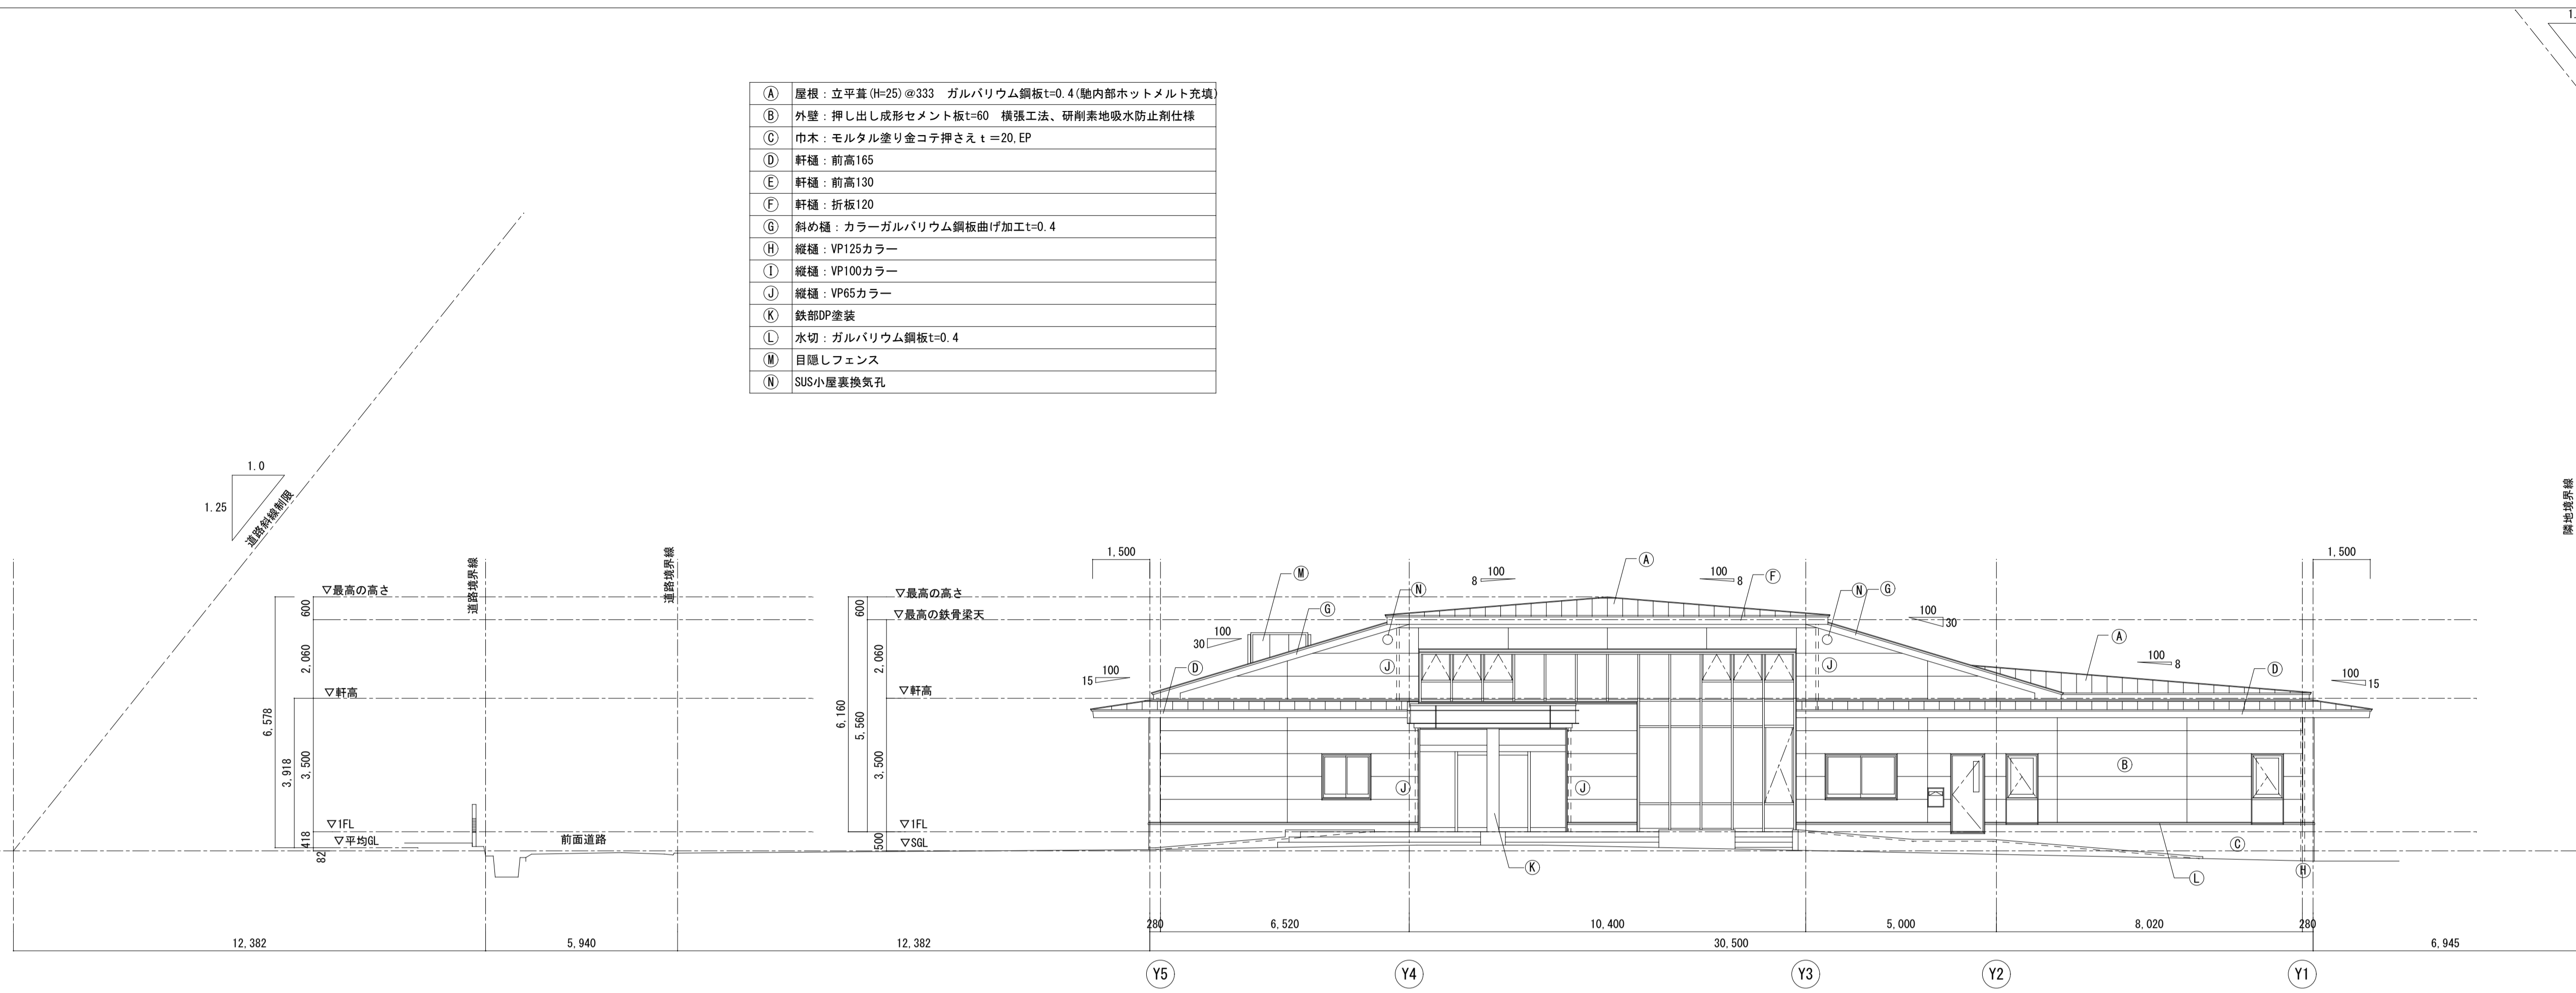 1.
Ⓐ 屋根：立平葺(H=25)@333　ガルバリウム鋼板t=0.4(馳内部ホットメルト充填)
Ⓑ 外壁：押し出し成形セメント板t=60　横張工法、研削素地吸水防止剤仕様
Ⓒ 巾木：モルタル塗り金コテ押さえｔ＝20,EP
Ⓓ 軒樋：前高165
Ⓔ 軒樋：前高130
Ⓕ 軒樋：折板120
Ⓖ 斜め樋：カラーガルバリウム鋼板曲げ加工t=0.4
Ⓗ 縦樋：VP125カラー
Ⓘ 縦樋：VP100カラー
Ⓙ 縦樋：VP65カラー
Ⓚ 鉄部DP塗装
Ⓛ 水切：ガルバリウム鋼板t=0.4
Ⓜ 目隠しフェンス
Ⓝ SUS小屋裏換気孔
1.0
1.25
道路斜線制限
道路境界線
道路境界線
隣地境界線
▽最高の高さ
600
2,060
▽軒高
6,578
3,918
3,500
▽1FL
418
▽平均GL
82
前面道路
▽最高の高さ
600
▽最高の鉄骨梁天
2,060
▽軒高
6,160
5,560
3,500
▽1FL
500
▽SGL
1,500
1,500
Ⓜ
Ⓝ
Ⓖ
100
8
Ⓐ
100
8
Ⓕ
Ⓝ
Ⓖ
100
30
100
30
Ⓐ
100
8
Ⓓ
100
15
100
15
Ⓓ
Ⓙ
Ⓙ
Ⓙ
Ⓙ
Ⓑ
Ⓒ
Ⓚ
Ⓛ
Ⓗ
280
6,520
10,400
5,000
8,020
280
12,382
5,940
12,382
30,500
6,945
Y5
Y4
Y3
Y2
Y1